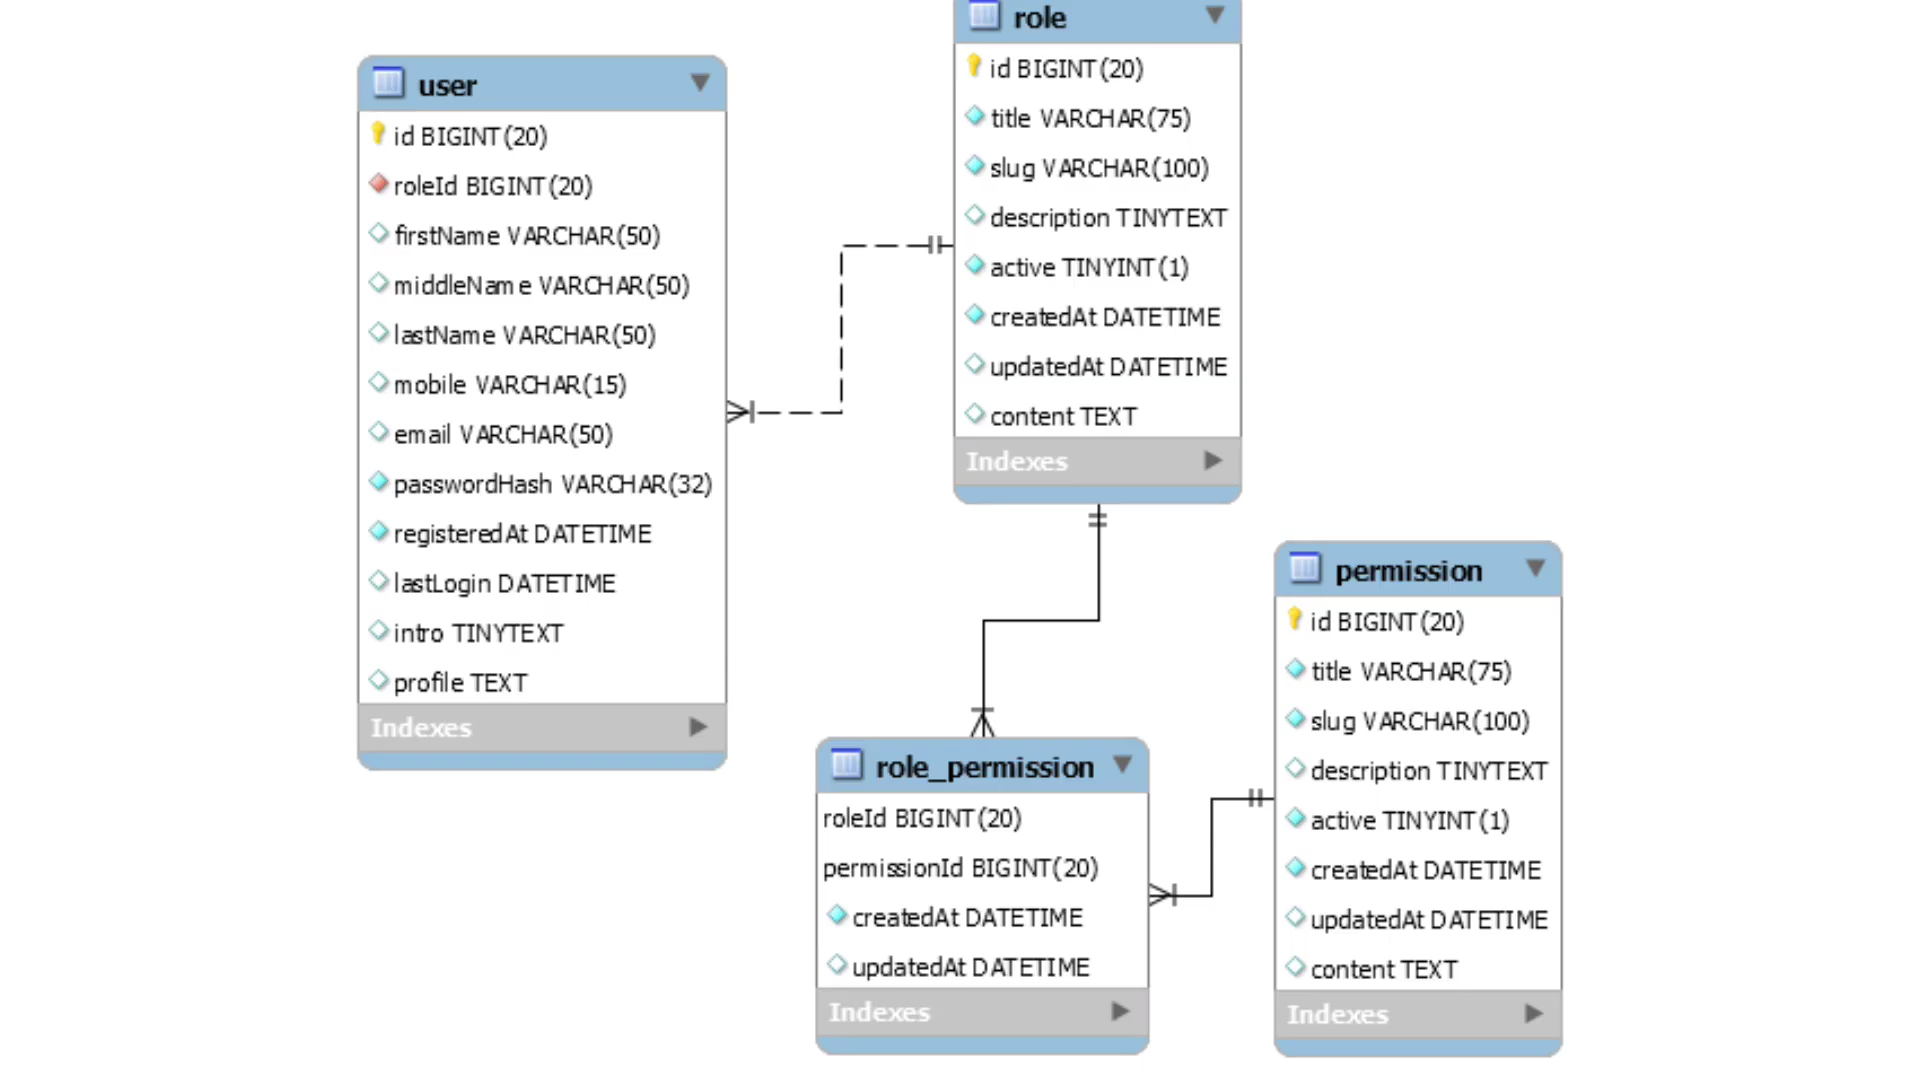 user
id BIGINT(20)
roleId BIGINT(20)
firstName VARCHAR(50)
middleName VARCHAR(50)
lastName VARCHAR(50)
mobile VARCHAR(15)
email VARCHAR(50)
passwordHash VARCHAR(32)
registeredAt DATETIME
lastLogin DATETIME
intro TINYTEXT
profile TEXT
Indexes
role
id BIGINT(20)
title VARCHAR(75)
slug VARCHAR(100)
description TINYTEXT
active TINYINT(1)
createdAt DATETIME
updatedAt DATETIME
content TEXT
Indexes
role_permission
roleId BIGINT(20)
permissionId BIGINT(20)
createdAt DATETIME
updatedAt DATETIME
Indexes
permission
id BIGINT(20)
title VARCHAR(75)
slug VARCHAR(100)
description TINYTEXT
active TINYINT(1)
createdAt DATETIME
updatedAt DATETIME
content TEXT
Indexes